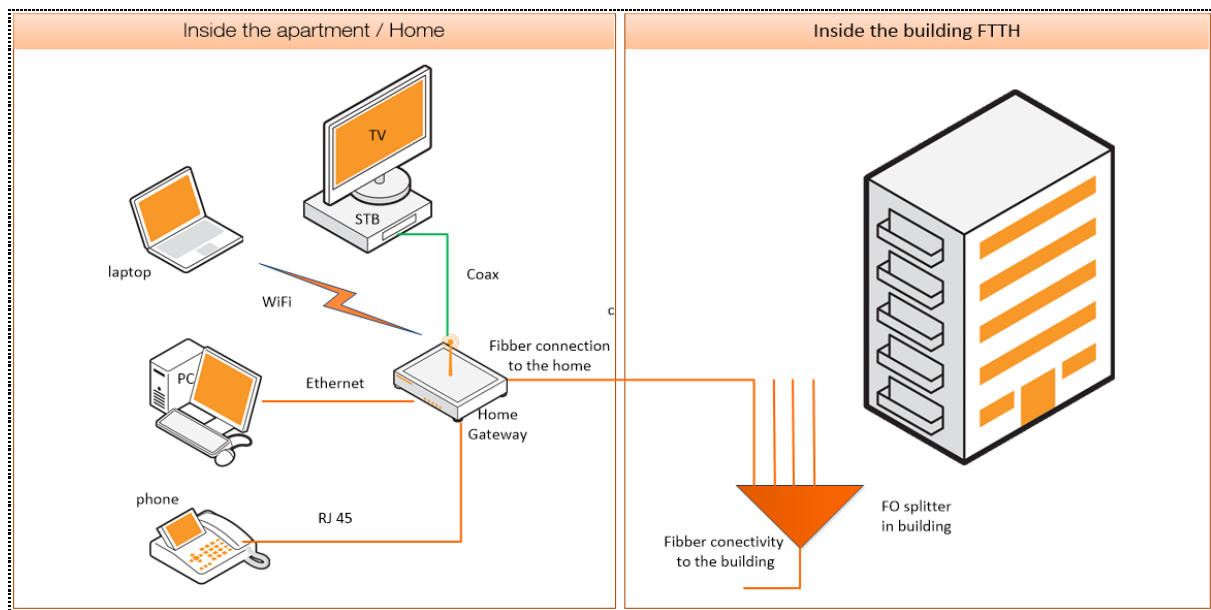 Inside the apartment / Home
Inside the building FTTH
TV
STB
laptop
Coax
WiFi
c
Fibber connection
to the home
PC
Ethernet
Home
Gateway
phone
RJ 45
FO splitter
in building
Fibber conectivity
to the building